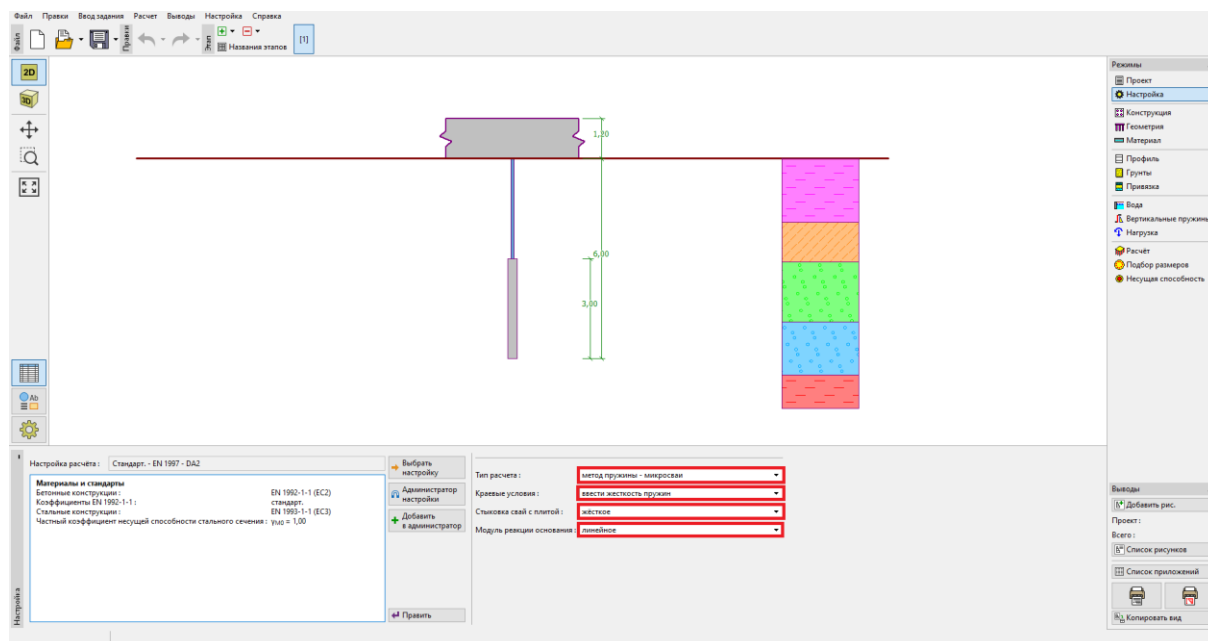 Файл Правки Ввод задания Расчет Выводы Настройка Справка
Файл
Правки
Этап
Названия этапов
[1]
2D
3D
Ab
1,20
6,00
3,00
Режимы
Проект
Настройка
Конструкция
Геометрия
Материал
Профиль
Грунты
Привязка
Вода
Вертикальные пружины
Нагрузка
Расчёт
Подбор размеров
Несущая способность
Настройка
Настройка расчёта : Стандарт. - EN 1997 - DA2
Материалы и стандарты
Бетонные конструкции : EN 1992-1-1 (EC2)
Коэффициенты EN 1992-1-1 : стандарт.
Стальные конструкции : EN 1993-1-1 (EC3)
Частный коэффициент несущей способности стального сечения : γM0 = 1,00
Выбрать
настройку
Администратор
настройки
Добавить
в администратор
Править
Тип расчета : метод пружины - микросваи
Краевые условия : ввести жесткость пружин
Стыковка свай с плитой : жёсткое
Модуль реакции основания : линейное
Выводы
Добавить рис.
Проект :
Всего :
Список рисунков
Список приложений
Копировать вид